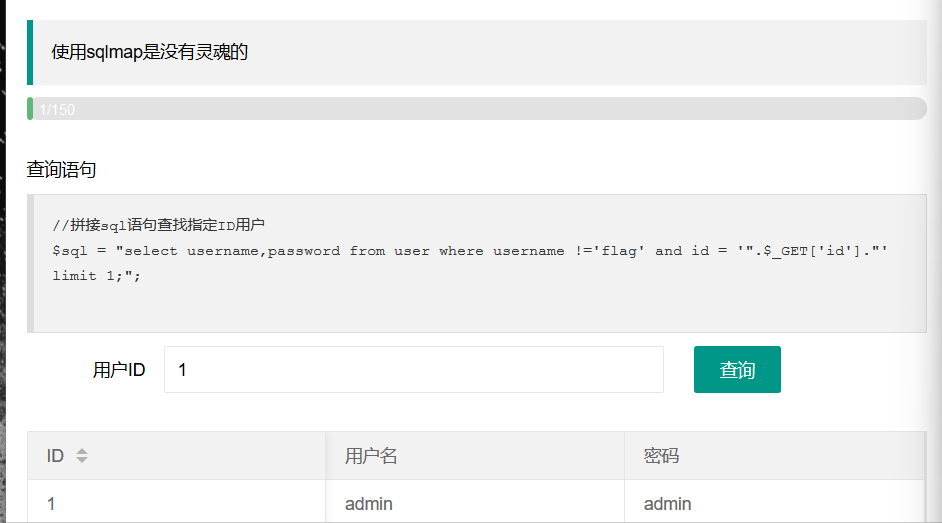 使用sqlmap是没有灵魂的
1/150
查询语句
//拼接sql语句查找指定ID用户
$sql = "select username,password from user where username !='flag' and id = '".$_GET['id']."'
limit 1;";
用户ID 1 查询
ID 用户名 密码
1 admin admin